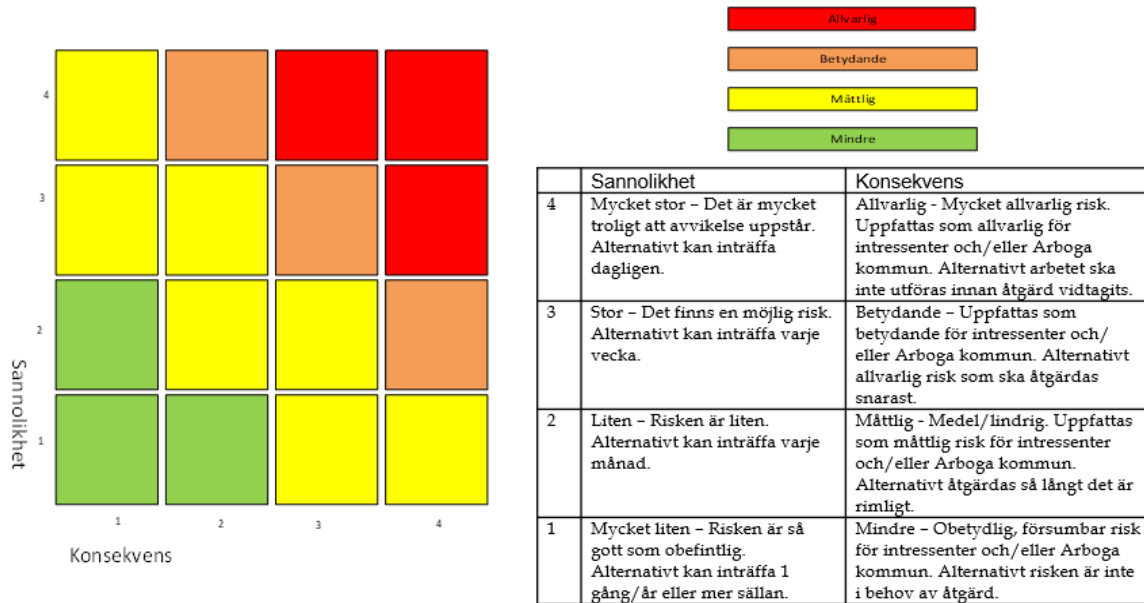 Allvarlig
Betydande
Måttlig
Mindre
4
3
2
1
Sannolikhet
1
2
3
4
Konsekvens
Sannolikhet
Konsekvens
4
Mycket stor – Det är mycket
troligt att avvikelse uppstår.
Alternativt kan inträffa
dagligen.
Allvarlig - Mycket allvarlig risk.
Uppfattas som allvarlig för
intressenter och/eller Arboga
kommun. Alternativt arbetet ska
inte utföras innan åtgärd vidtagits.
3
Stor – Det finns en möjlig risk.
Alternativt kan inträffa varje
vecka.
Betydande – Uppfattas som
betydande för intressenter och/
eller Arboga kommun. Alternativt
allvarlig risk som ska åtgärdas
snarast.
2
Liten – Risken är liten.
Alternativt kan inträffa varje
månad.
Måttlig - Medel/lindrig. Uppfattas
som måttlig risk för intressenter
och/eller Arboga kommun.
Alternativt åtgärdas så långt det är
rimligt.
1
Mycket liten – Risken är så
gott som obefintlig.
Alternativt kan inträffa 1
gång/år eller mer sällan.
Mindre – Obetydlig, försumbar risk
för intressenter och/eller Arboga
kommun. Alternativt risken är inte
i behov av åtgärd.